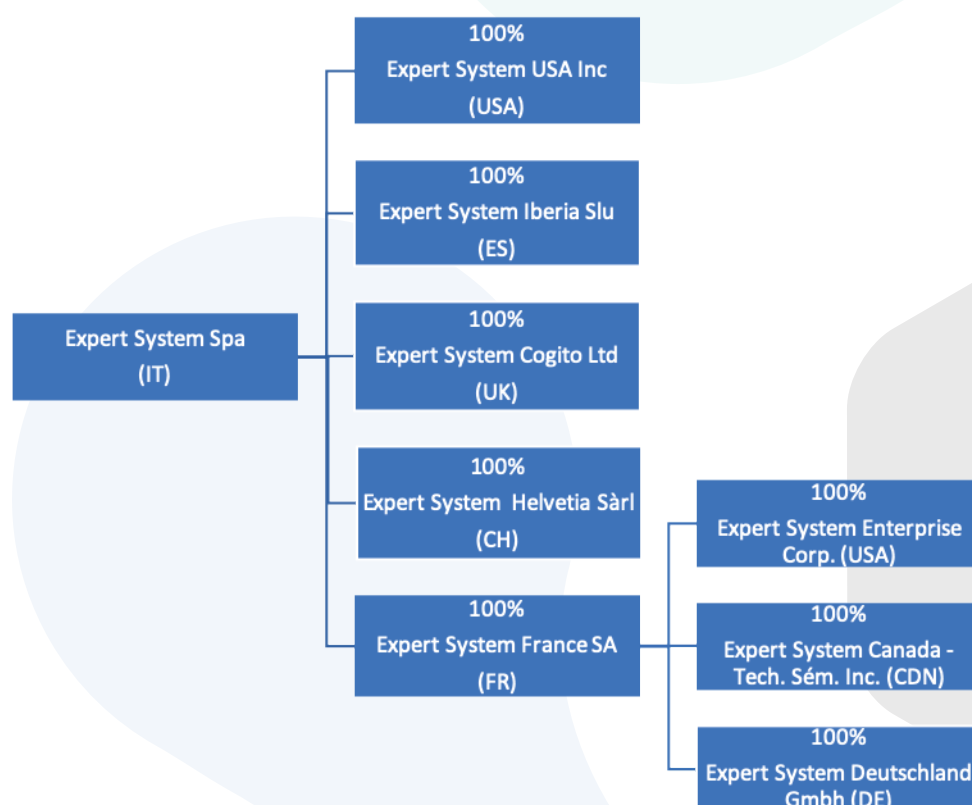 100%
Expert System USA Inc
(USA)
100%
Expert System Iberia Slu
(ES)
Expert System Spa
(IT)
100%
Expert System Cogito Ltd
(UK)
100%
Expert System Helvetia Sàrl
(CH)
100%
Expert System France SA
(FR)
100%
Expert System Enterprise
Corp. (USA)
100%
Expert System Canada -
Tech. Sém. Inc. (CDN)
100%
Expert System Deutschland
Gmbh (DE)